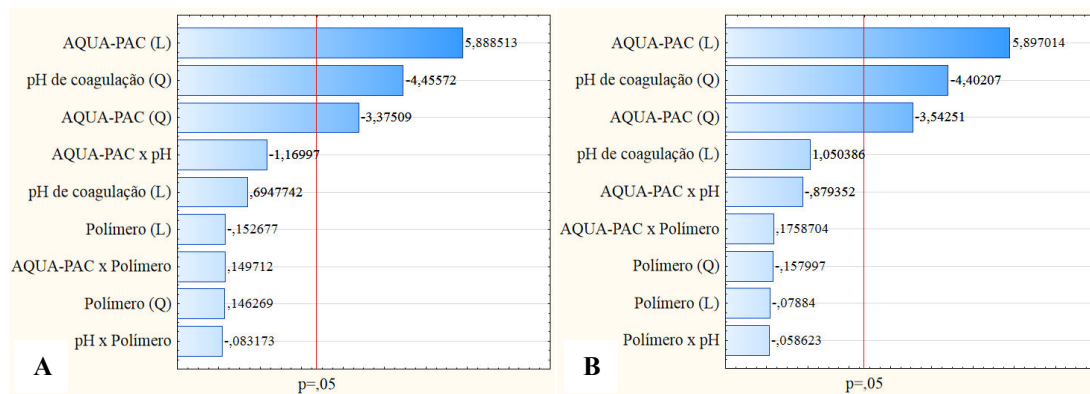 AQUA-PAC (L) 5,888513
pH de coagulação (Q) -4,45572
AQUA-PAC (Q) -3,37509
AQUA-PAC x pH -1,16997
pH de coagulação (L) ,6947742
Polímero (L) -,152677
AQUA-PAC x Polímero ,149712
Polímero (Q) ,146269
pH x Polímero -,083173
A
p=,05
AQUA-PAC (L) 5,897014
pH de coagulação (Q) -4,40207
AQUA-PAC (Q) -3,54251
pH de coagulação (L) 1,050386
AQUA-PAC x pH -,879352
AQUA-PAC x Polímero ,1758704
Polímero (Q) -,157997
Polímero (L) -,07884
Polímero x pH -,058623
B
p=,05